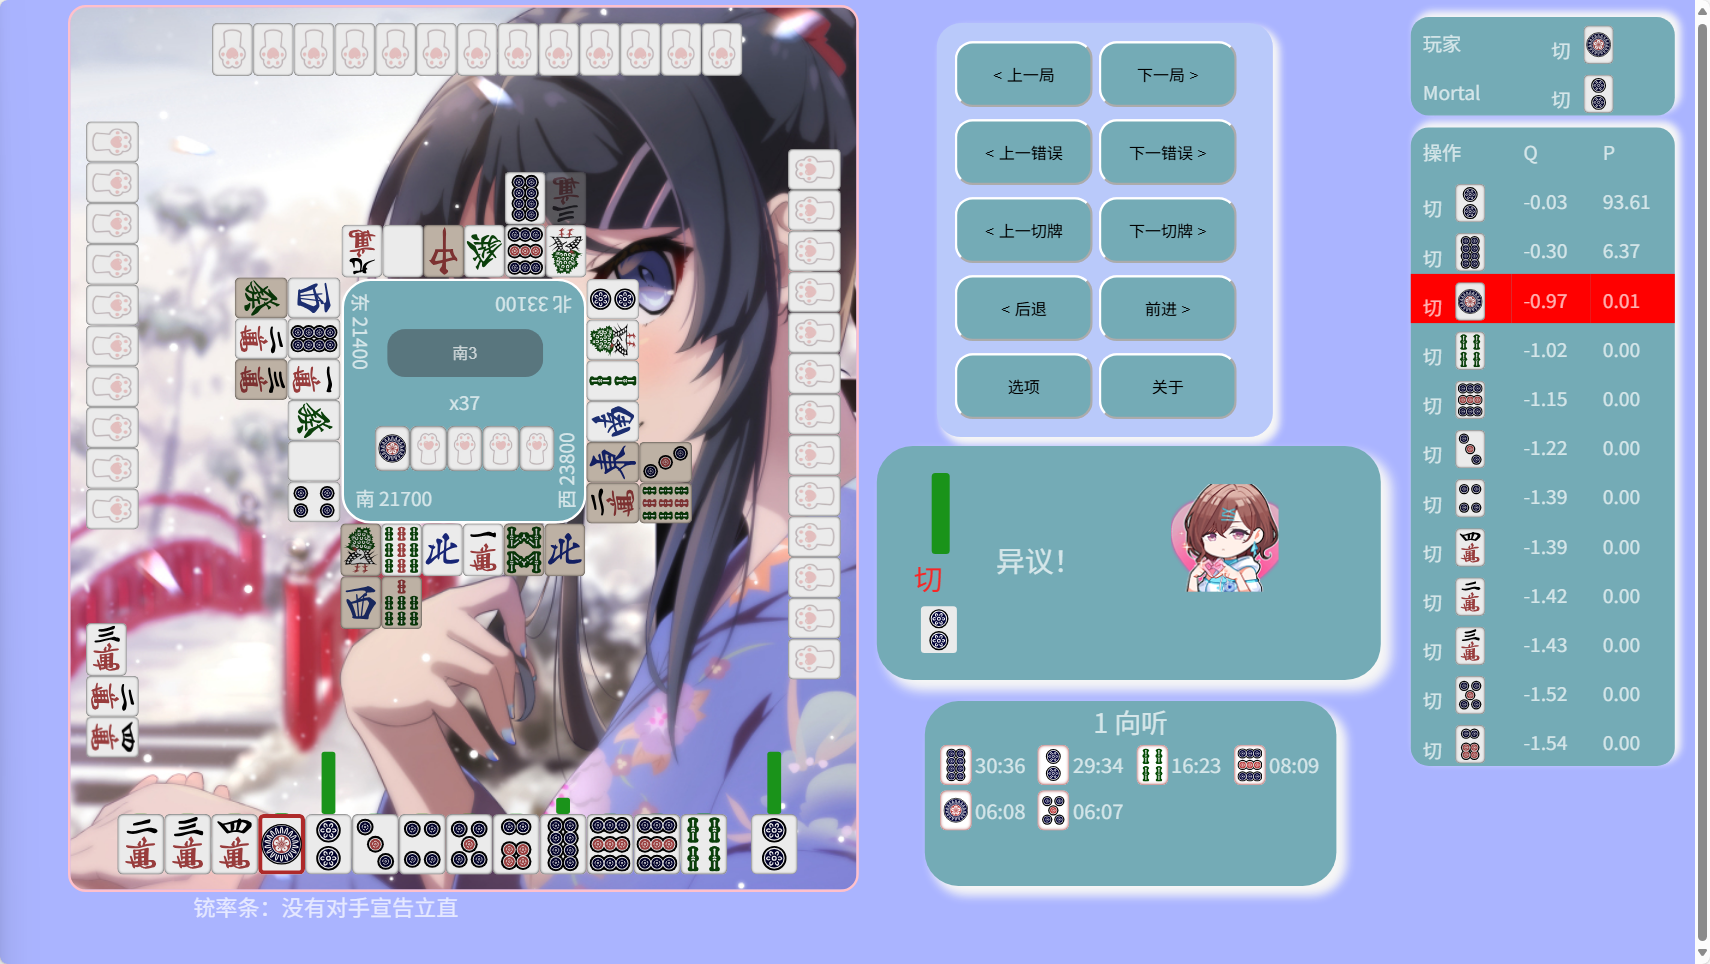 东 21400
北 33100
南3
x37
南 21700
西 23800
铳率条：没有对手宣告立直
< 上一局
下一局 >
< 上一错误
下一错误 >
< 上一切牌
下一切牌 >
< 后退
前进 >
选项
关于
异议！
切
1 向听
30:36
29:34
16:23
08:09
06:08
06:07
玩家 切
Mortal 切
操作 Q P
切 -0.03 93.61
切 -0.30 6.37
切 -0.97 0.01
切 -1.02 0.00
切 -1.15 0.00
切 -1.22 0.00
切 -1.39 0.00
切 -1.39 0.00
切 -1.42 0.00
切 -1.43 0.00
切 -1.52 0.00
切 -1.54 0.00